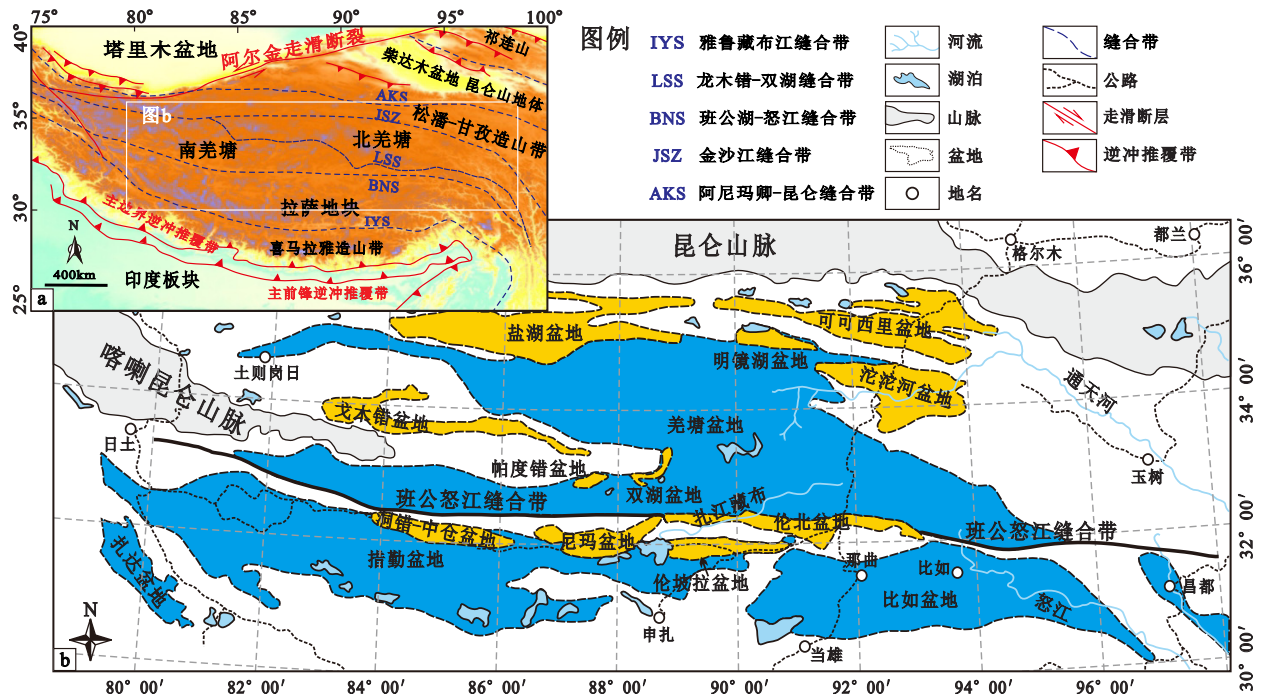 75° 80° 85° 90° 95° 100°
40°
35°
30°
25°
塔里木盆地
阿尔金走滑断裂
祁连山
柴达木盆地
昆仑山地体
AKS
图b
JSZ
松潘-甘孜造山带
南羌塘
北羌塘
LSS
BNS
拉萨地块
IYS
主边界逆冲推覆带
喜马拉雅造山带
N
400km
印度板块
主前锋逆冲推覆带
a
图例
IYS 雅鲁藏布江缝合带
LSS 龙木错-双湖缝合带
BNS 班公湖-怒江缝合带
JSZ 金沙江缝合带
AKS 阿尼玛卿-昆仑缝合带
河流
湖泊
山脉
盆地
地名
缝合带
公路
走滑断层
逆冲推覆带
昆仑山脉
格尔木
都兰
盐湖盆地
可可西里盆地
喀喇昆仑山脉
土则岗日
明镜湖盆地
沱沱河盆地
通天河
戈木错盆地
羌塘盆地
日土
帕度错盆地
玉树
双湖盆地
班公怒江缝合带
扎江藏布
洞错-中仓盆地
尼玛盆地
伦北盆地
班公怒江缝合带
扎达盆地
措勤盆地
伦坡拉盆地
那曲
比如
昌都
比如盆地
怒江
申扎
当雄
N
b
36° 00′
34° 00′
32° 00′
30° 00′
80° 00′ 82° 00′ 84° 00′ 86° 00′ 88° 00′ 90° 00′ 92° 00′ 94° 00′ 96° 00′